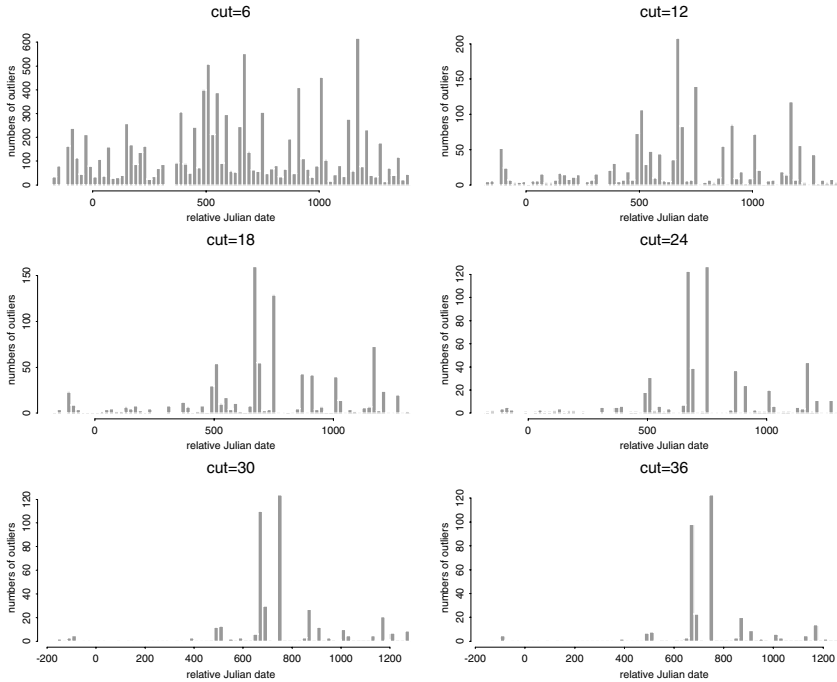 cut=6
numbers of outliers
0 100 200 300 400 500 600
0 500 1000
relative Julian date
cut=12
numbers of outliers
0 50 100 150 200
0 500 1000
relative Julian date
cut=18
numbers of outliers
0 50 100 150
0 500 1000
relative Julian date
cut=24
numbers of outliers
0 20 40 60 80 100 120
0 500 1000
relative Julian date
cut=30
numbers of outliers
0 20 40 60 80 100 120
-200 0 200 400 600 800 1000 1200
relative Julian date
cut=36
numbers of outliers
0 20 40 60 80 100 120
-200 0 200 400 600 800 1000 1200
relative Julian date